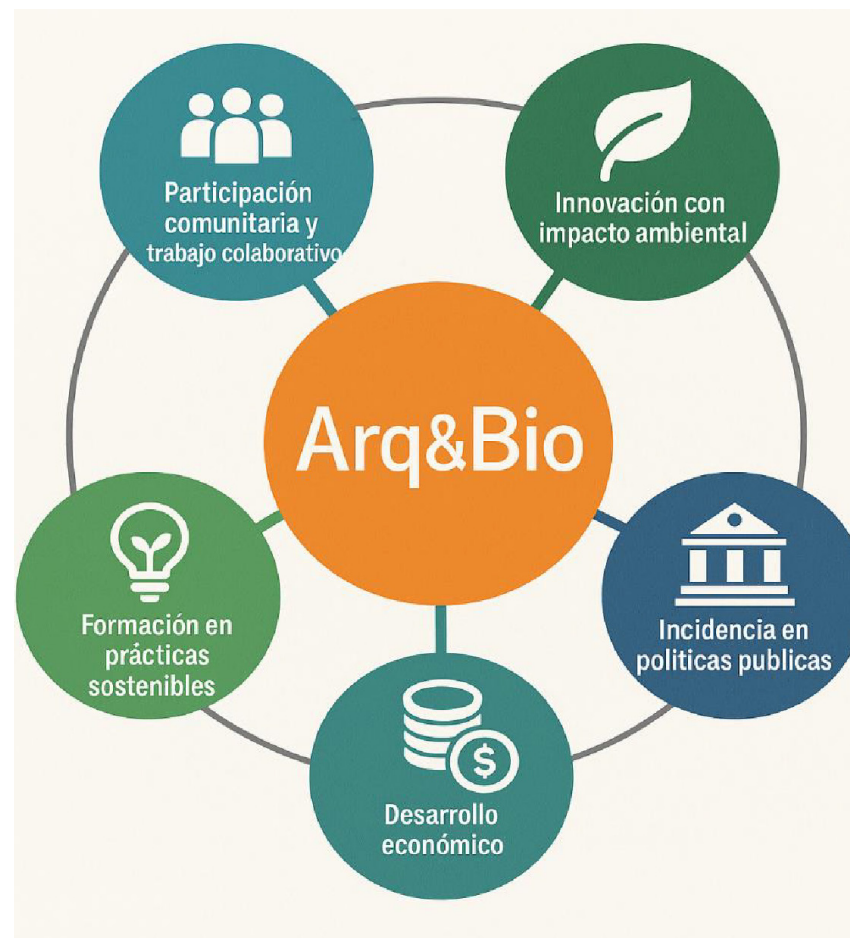 Participación
comunitaria y
trabajo colaborativo
Innovación con
impacto ambiental
Arq&Bio
Formación en
prácticas
sostenibles
Incidencia en
politicas publicas
$
Desarrollo
económico